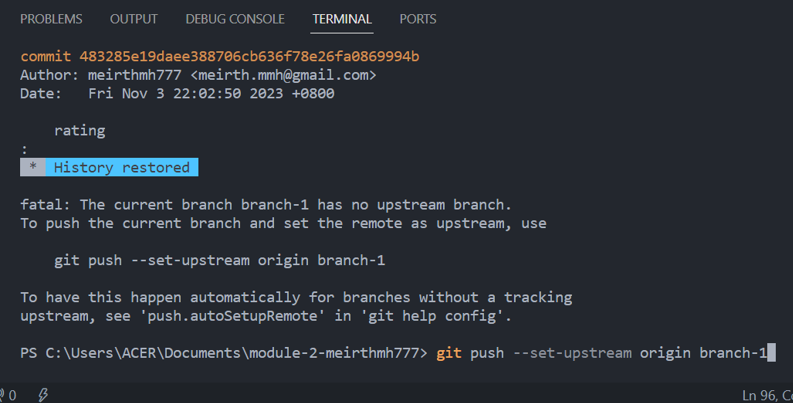 PROBLEMS OUTPUT DEBUG CONSOLE TERMINAL PORTS
commit 483285e19daee388706cb636f78e26fa0869994b
Author: meirthmh777 <meirth.mmh@gmail.com>
Date:   Fri Nov 3 22:02:50 2023 +0800
    rating
:
 *  History restored
fatal: The current branch branch-1 has no upstream branch.
To push the current branch and set the remote as upstream, use
    git push --set-upstream origin branch-1
To have this happen automatically for branches without a tracking
upstream, see 'push.autoSetupRemote' in 'git help config'.
PS C:\Users\ACER\Documents\module-2-meirthmh777> git push --set-upstream origin branch-1
0 Ln 96, Co